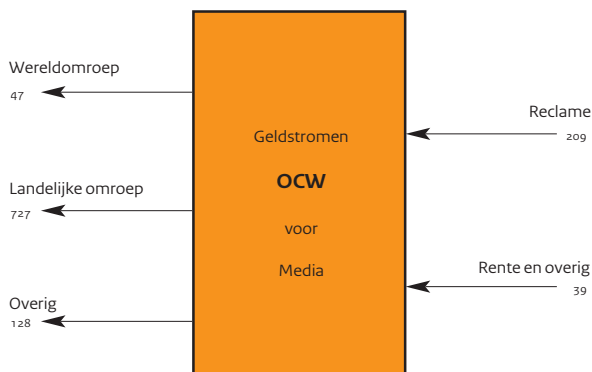 Wereldomroep
47
Landelijke omroep
727
Overig
128
Geldstromen
OCW
voor
Media
Reclame
209
Rente en overig
39